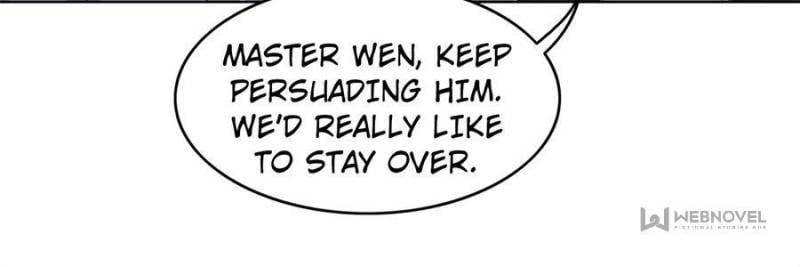 MASTER WEN, KEEP
PERSUADING HIM.
WE'D REALLY LIKE
TO STAY OVER.
WEBNOVEL